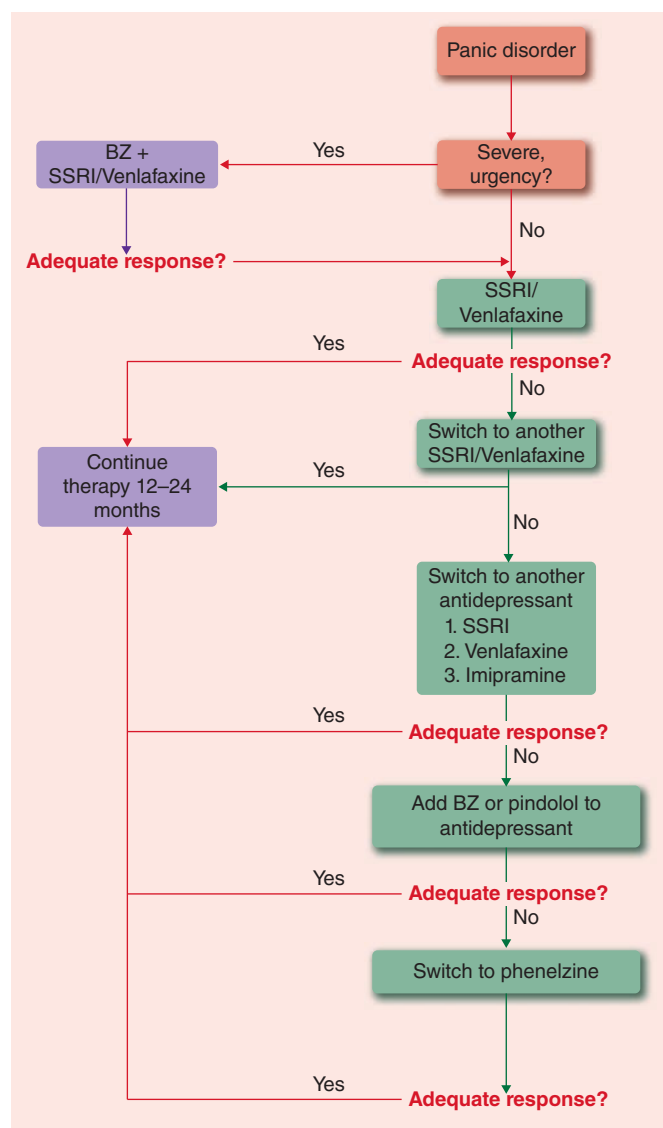 Panic disorder
BZ +
SSRI/Venlafaxine
Yes
Severe,
urgency?
No
Adequate response?
SSRI/
Venlafaxine
Yes
Adequate response?
No
Switch to another
SSRI/Venlafaxine
Continue
therapy 12–24
months
Yes
No
Switch to another
antidepressant
1. SSRI
2. Venlafaxine
3. Imipramine
Yes
Adequate response?
No
Add BZ or pindolol to
antidepressant
Yes
Adequate response?
No
Switch to phenelzine
Yes
Adequate response?